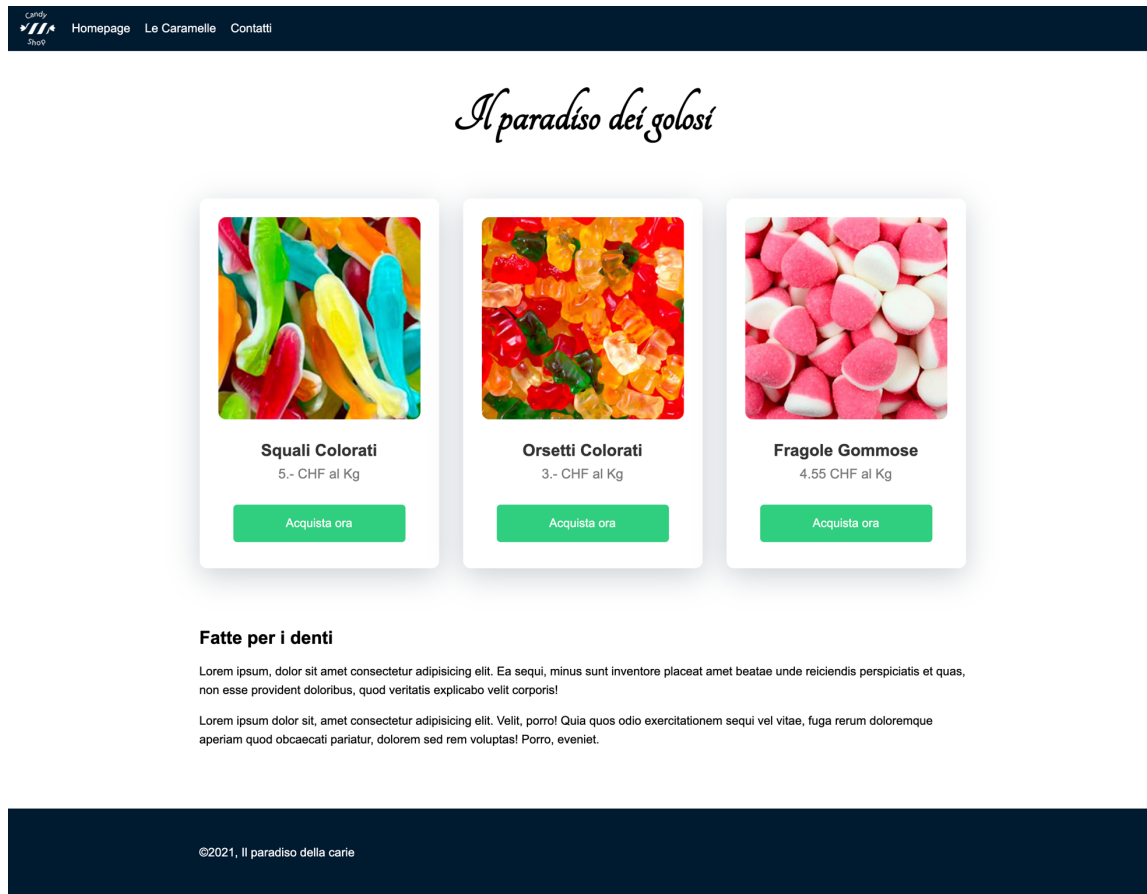 Candy
Shop
Homepage Le Caramelle Contatti
Il paradiso dei golosi
Squali Colorati
5.- CHF al Kg
Acquista ora
Orsetti Colorati
3.- CHF al Kg
Acquista ora
Fragole Gommose
4.55 CHF al Kg
Acquista ora
Fatte per i denti
Lorem ipsum, dolor sit amet consectetur adipisicing elit. Ea sequi, minus sunt inventore placeat amet beatae unde reiciendis perspiciatis et quas,
non esse provident doloribus, quod veritatis explicabo velit corporis!
Lorem ipsum dolor sit, amet consectetur adipisicing elit. Velit, porro! Quia quos odio exercitationem sequi vel vitae, fuga rerum doloremque
aperiam quod obcaecati pariatur, dolorem sed rem voluptas! Porro, eveniet.
©2021, Il paradiso della carie